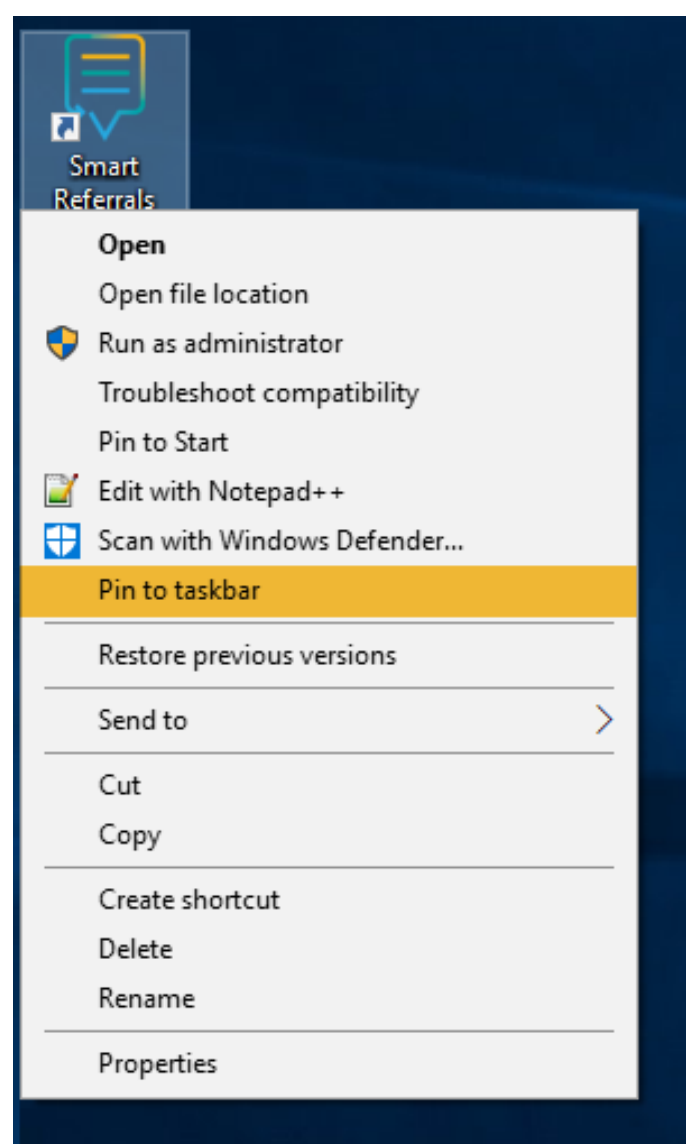 Smart
Referrals
Open
Open file location
Run as administrator
Troubleshoot compatibility
Pin to Start
Edit with Notepad++
Scan with Windows Defender...
Pin to taskbar
Restore previous versions
Send to
Cut
Copy
Create shortcut
Delete
Rename
Properties